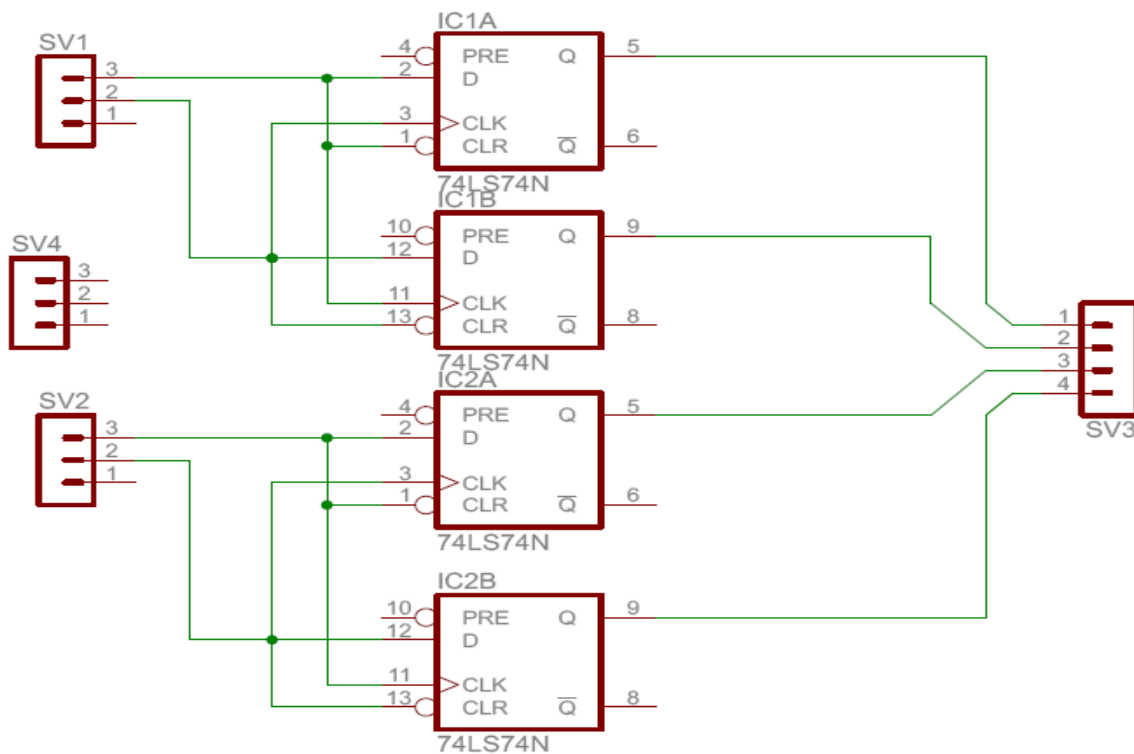 SV1
3
2
1
IC1A
4 PRE Q 5
2 D
3 CLK
1 CLR Q 6
74LS74N
IC1B
10 PRE Q 9
12 D
11 CLK
13 CLR Q 8
74LS74N
SV4
3
2
1
SV2
3
2
1
IC2A
4 PRE Q 5
2 D
3 CLK
1 CLR Q 6
74LS74N
IC2B
10 PRE Q 9
12 D
11 CLK
13 CLR Q 8
74LS74N
1
2
3
4
SV3